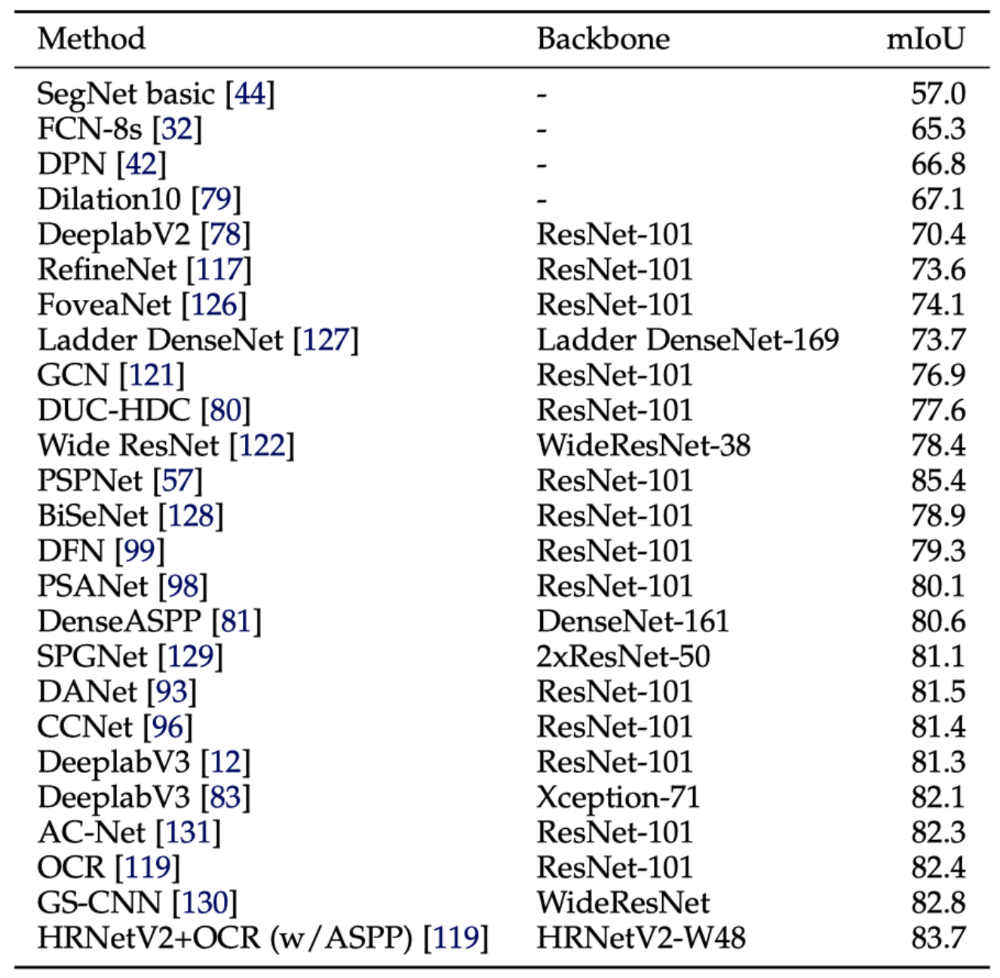 Method Backbone mIoU
SegNet basic [44] - 57.0
FCN-8s [32] - 65.3
DPN [42] - 66.8
Dilation10 [79] - 67.1
DeeplabV2 [78] ResNet-101 70.4
RefineNet [117] ResNet-101 73.6
FoveaNet [126] ResNet-101 74.1
Ladder DenseNet [127] Ladder DenseNet-169 73.7
GCN [121] ResNet-101 76.9
DUC-HDC [80] ResNet-101 77.6
Wide ResNet [122] WideResNet-38 78.4
PSPNet [57] ResNet-101 85.4
BiSeNet [128] ResNet-101 78.9
DFN [99] ResNet-101 79.3
PSANet [98] ResNet-101 80.1
DenseASPP [81] DenseNet-161 80.6
SPGNet [129] 2xResNet-50 81.1
DANet [93] ResNet-101 81.5
CCNet [96] ResNet-101 81.4
DeeplabV3 [12] ResNet-101 81.3
DeeplabV3 [83] Xception-71 82.1
AC-Net [131] ResNet-101 82.3
OCR [119] ResNet-101 82.4
GS-CNN [130] WideResNet 82.8
HRNetV2+OCR (w/ASPP) [119] HRNetV2-W48 83.7